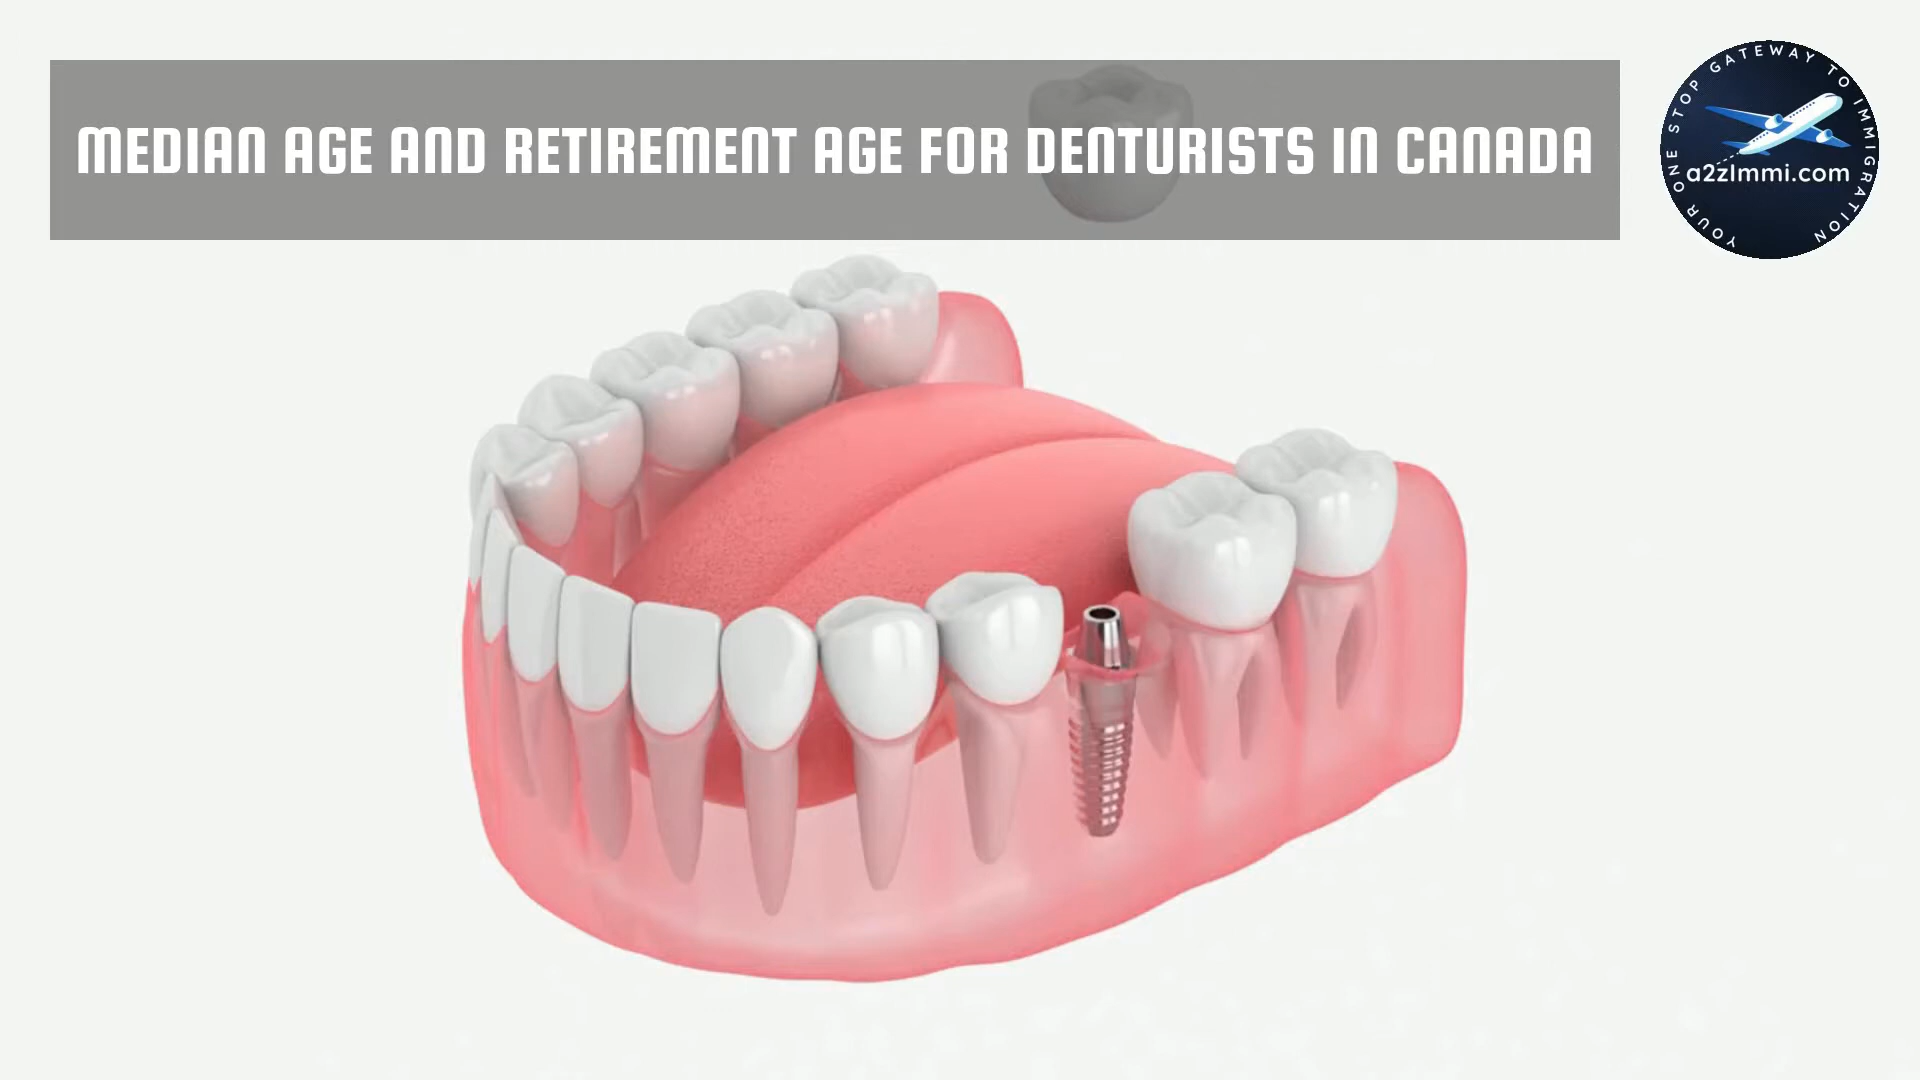 MEDIAN AGE AND RETIREMENT AGE FOR DENTURISTS IN CANADA
YOUR ONE STOP GATEWAY TO IMMIGRATION
a2zImmi.com